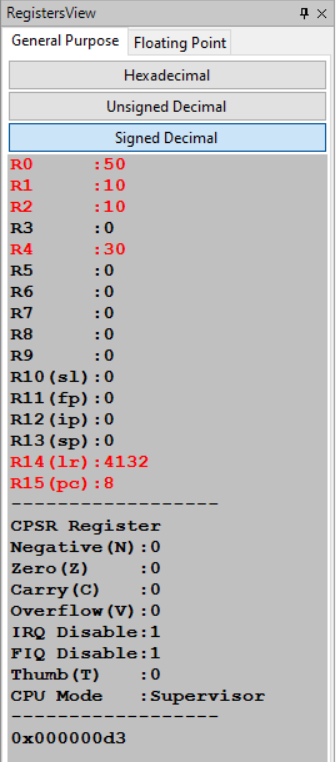 RegistersView
General Purpose Floating Point
Hexadecimal
Unsigned Decimal
Signed Decimal
R0      :50
R1      :10
R2      :10
R3      :0
R4      :30
R5      :0
R6      :0
R7      :0
R8      :0
R9      :0
R10(sl):0
R11(fp):0
R12(ip):0
R13(sp):0
R14(lr):4132
R15(pc):8
------------------
CPSR Register
Negative(N):0
Zero(Z)    :0
Carry(C)   :0
Overflow(V):0
IRQ Disable:1
FIQ Disable:1
Thumb(T)   :0
CPU Mode   :Supervisor
------------------
0x000000d3